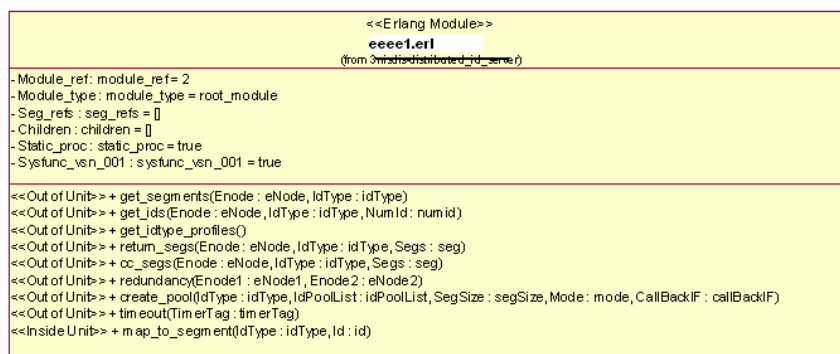 <<Erlang Module>>
eeee1.erl
(from 3nisdisdistributed_id_server)
- Module_ref: module_ref = 2
- Module_type : module_type = root_module
- Seg_refs : seg_refs = []
- Children : children = []
- Static_proc : static_proc = true
- Sysfunc_vsn_001 : sysfunc_vsn_001 = true
<<Out of Unit>> + get_segments(Enode : eNode, IdType : idType)
<<Out of Unit>> + get_ids(Enode : eNode, IdType : idType, NumId : numid)
<<Out of Unit>> + get_idtype_profiles()
<<Out of Unit>> + return_segs(Enode : eNode, IdType : idType, Segs : seg)
<<Out of Unit>> + cc_segs(Enode : eNode, IdType : idType, Segs : seg)
<<Out of Unit>> + redundancy(Enode1 : eNode1, Enode2 : eNode2)
<<Out of Unit>> + create_pool(IdType : idType, IdPoolList : idPoolList, SegSize : segSize, Mode : mode, CallBackIF : callBackIF)
<<Out of Unit>> + timeout(TimerTag : timerTag)
<<Inside Unit>> + map_to_segment(IdType : idType, Id : id)